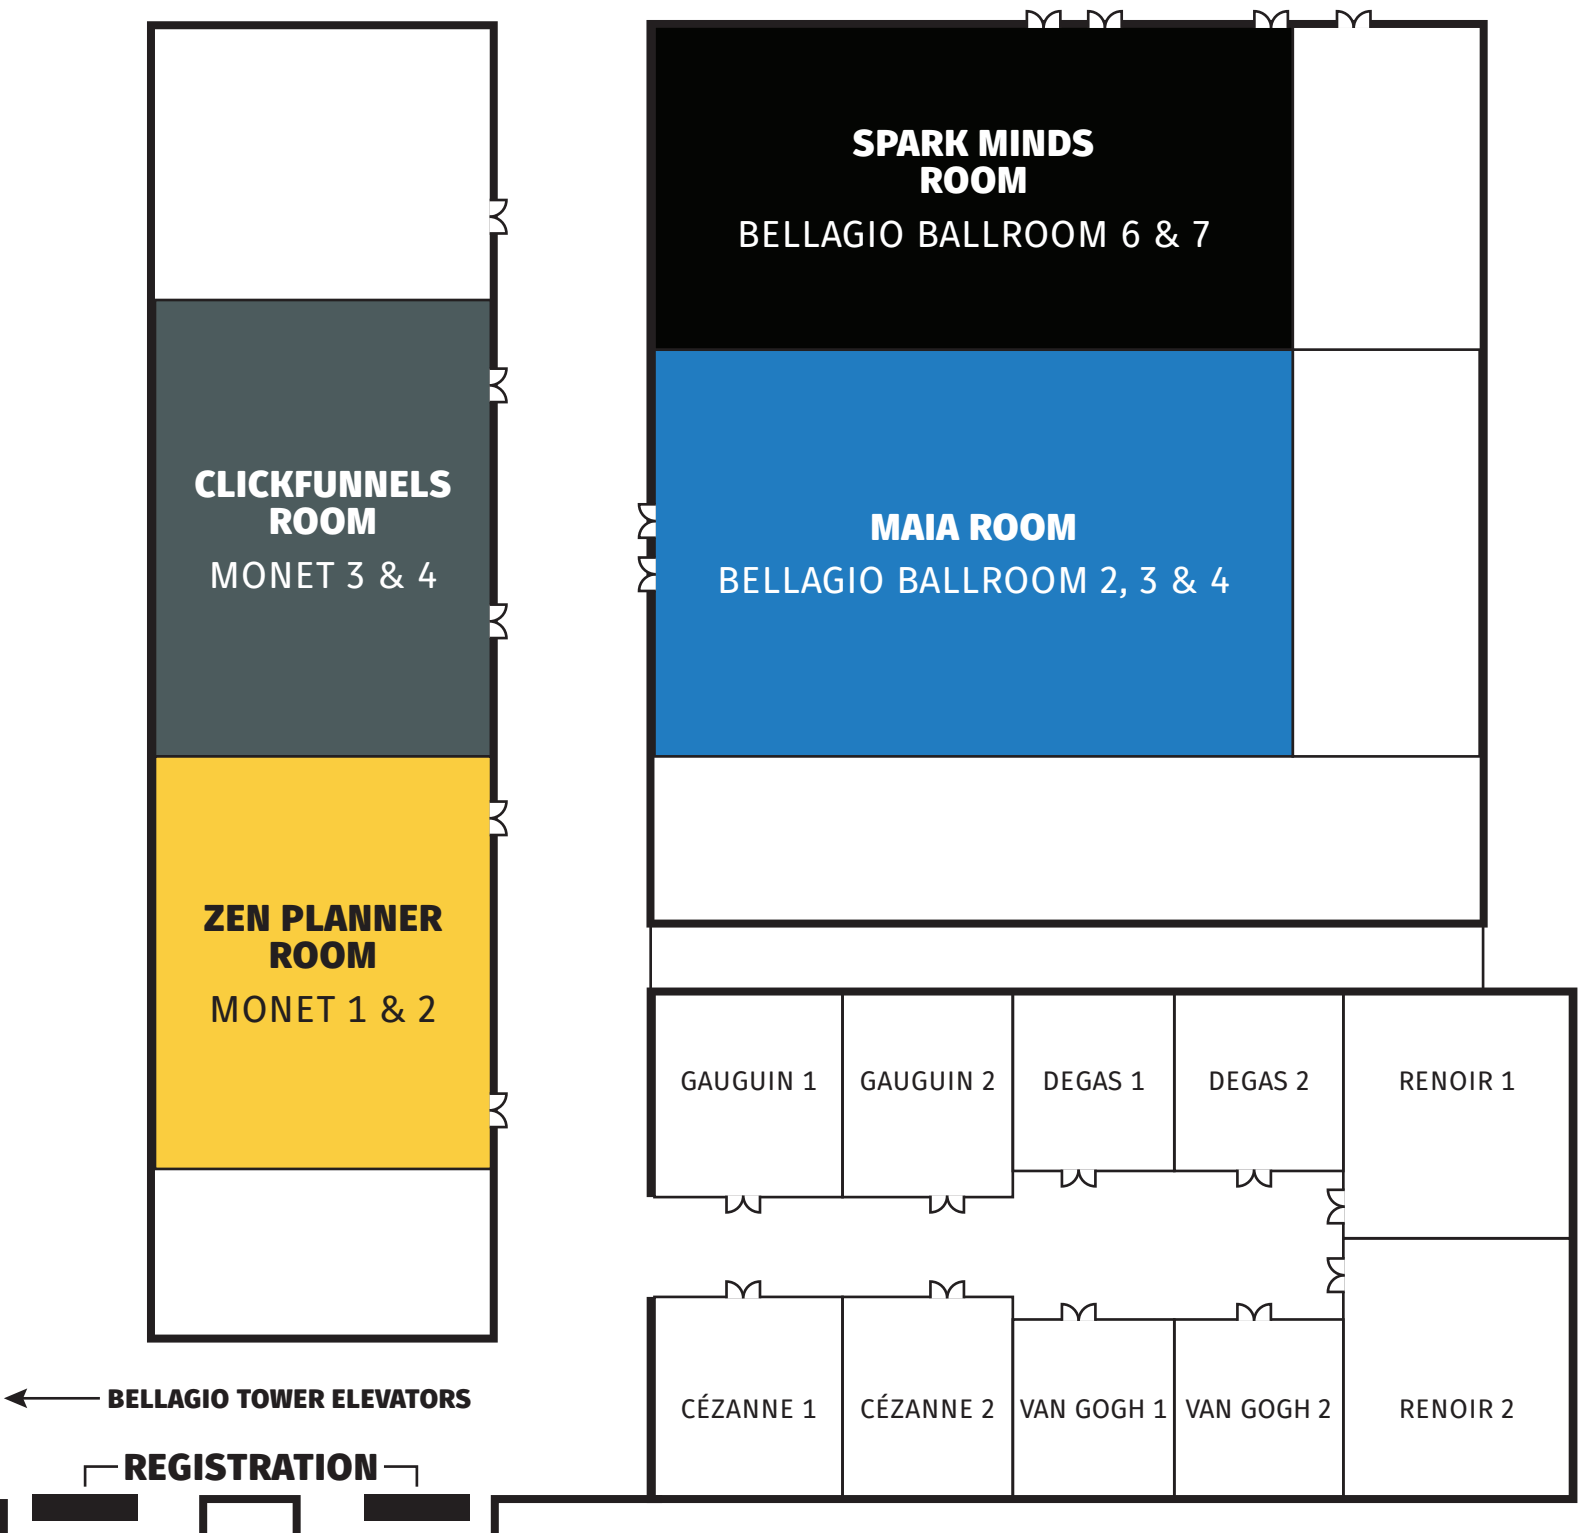 SPARK MINDS
ROOM
BELLAGIO BALLROOM 6 & 7
CLICKFUNNELS
ROOM
MONET 3 & 4
MAIA ROOM
BELLAGIO BALLROOM 2, 3 & 4
ZEN PLANNER
ROOM
MONET 1 & 2
GAUGUIN 1
GAUGUIN 2
DEGAS 1
DEGAS 2
RENOIR 1
CÉZANNE 1
CÉZANNE 2
VAN GOGH 1
VAN GOGH 2
RENOIR 2
BELLAGIO TOWER ELEVATORS
REGISTRATION